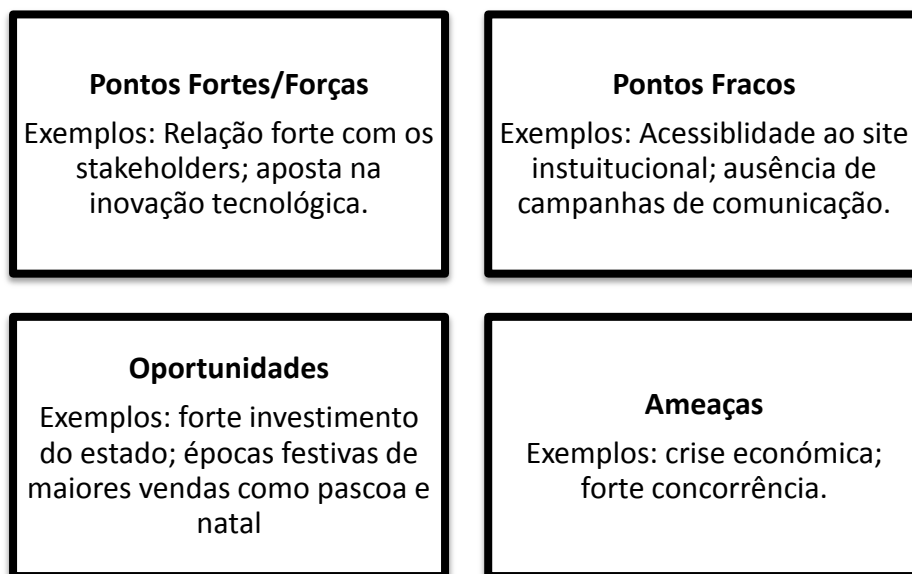 Pontos Fortes/Forças
Exemplos: Relação forte com os
stakeholders; aposta na
inovação tecnológica.
Pontos Fracos
Exemplos: Acessiblidade ao site
instuitucional; ausência de
campanhas de comunicação.
Oportunidades
Exemplos: forte investimento
do estado; épocas festivas de
maiores vendas como pascoa e
natal
Ameaças
Exemplos: crise económica;
forte concorrência.